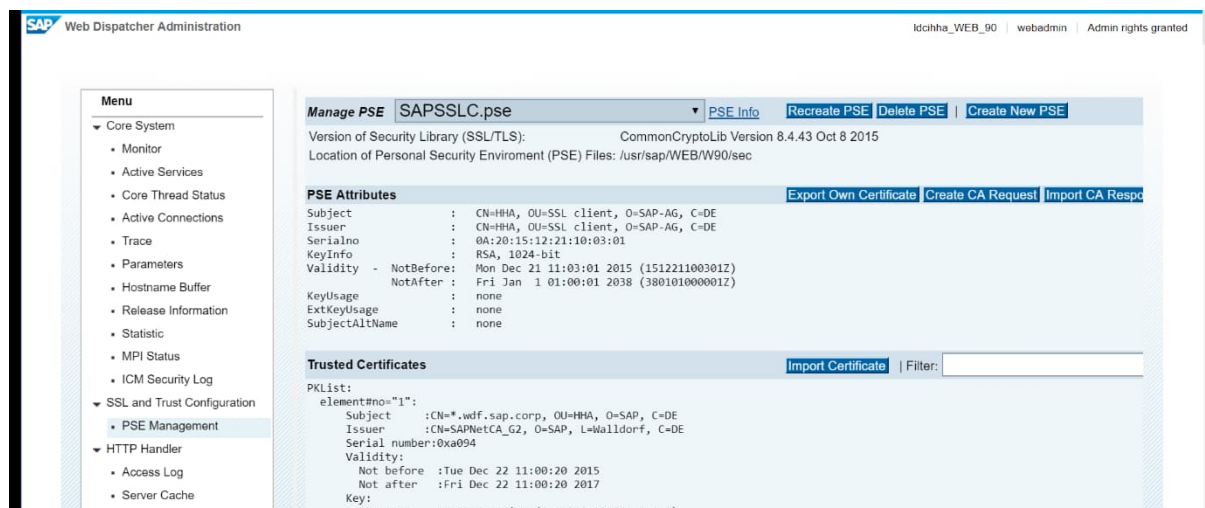 SAP Web Dispatcher Administration
ldcihha_WEB_90 | webadmin | Admin rights granted
Menu
Core System
• Monitor
• Active Services
• Core Thread Status
• Active Connections
• Trace
• Parameters
• Hostname Buffer
• Release Information
• Statistic
• MPI Status
• ICM Security Log
SSL and Trust Configuration
• PSE Management
HTTP Handler
• Access Log
• Server Cache
Manage PSE SAPSSLC.pse PSE Info Recreate PSE Delete PSE | Create New PSE
Version of Security Library (SSL/TLS): CommonCryptoLib Version 8.4.43 Oct 8 2015
Location of Personal Security Enviroment (PSE) Files: /usr/sap/WEB/W90/sec
PSE Attributes Export Own Certificate Create CA Request Import CA Respo
Subject : CN=HHA, OU=SSL client, O=SAP-AG, C=DE
Issuer : CN=HHA, OU=SSL client, O=SAP-AG, C=DE
Serialno : 0A:20:15:12:21:10:03:01
KeyInfo : RSA, 1024-bit
Validity - NotBefore: Mon Dec 21 11:03:01 2015 (151221100301Z)
NotAfter : Fri Jan 1 01:00:01 2038 (380101000001Z)
KeyUsage : none
ExtKeyUsage : none
SubjectAltName : none
Trusted Certificates Import Certificate | Filter:
PKList:
element#no="1":
Subject :CN=*.wdf.sap.corp, OU=HHA, O=SAP, C=DE
Issuer :CN=SAPNetCA_G2, O=SAP, L=Walldorf, C=DE
Serial number:0xa094
Validity:
Not before :Tue Dec 22 11:00:20 2015
Not after :Fri Dec 22 11:00:20 2017
Key: